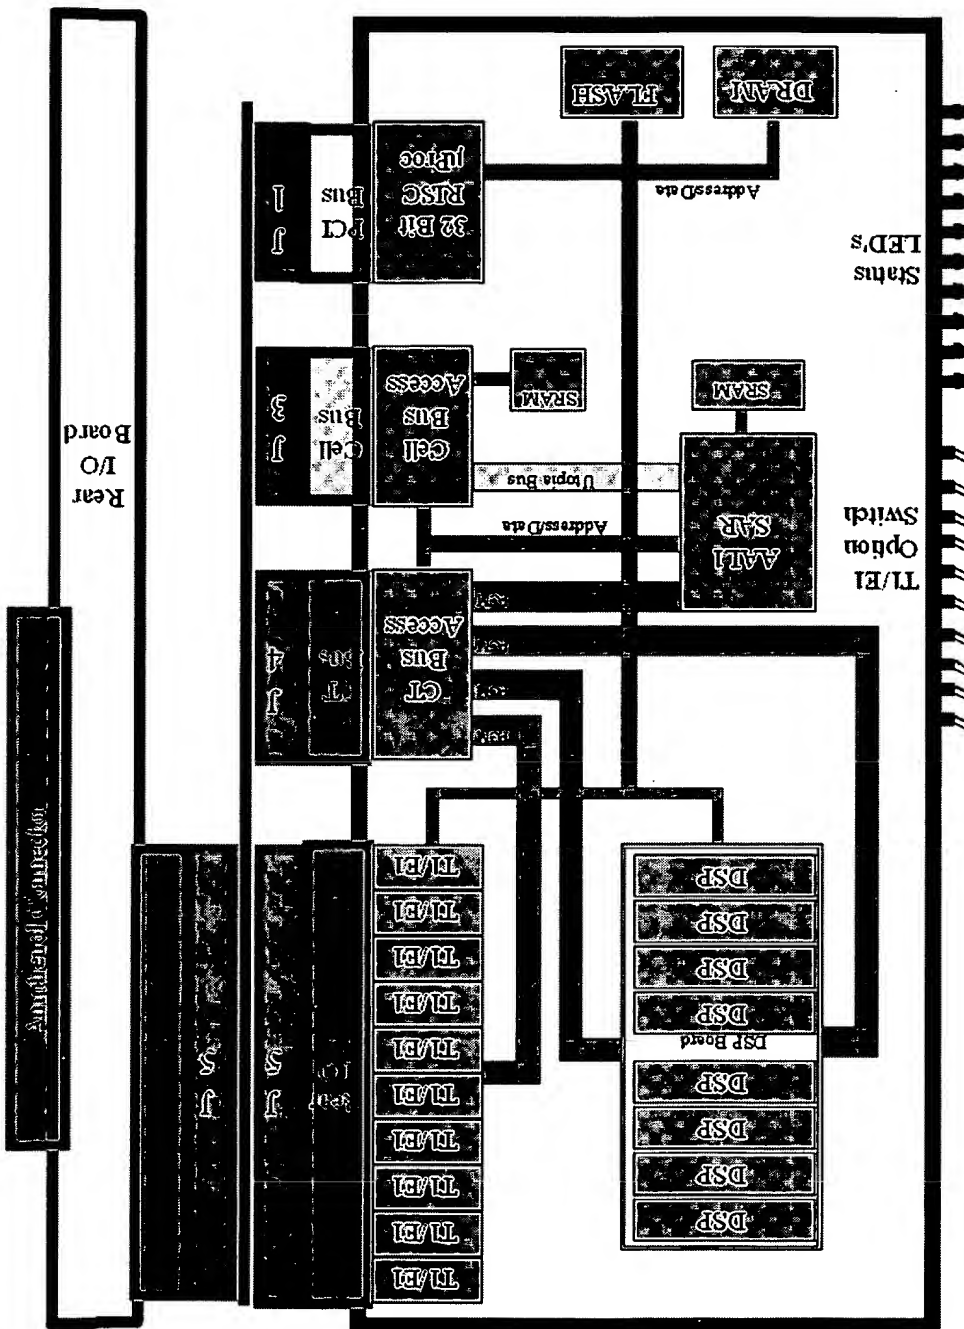 DSP
DSP
DSP
DSP
DSP Board
DSP
DSP
DSP
DSP
T1/E1
T1/E1
T1/E1
T1/E1
T1/E1
T1/E1
T1/E1
T1/E1
T1/E1
T1/E1
J 5
J 5
T1/E1
Option
Switch
AAL1
SAR
SRAM
CT
Bus
Access
CT
Bus
J 4
Address/Data
Utopia Bus
SRAM
Cell
Bus
Access
Cell
Bus
J 3
Rear
I/O
Board
Status
LED's
Address/Data
32 Bit
RISC
µProc
PCI
Bus
J 1
DRAM
FLASH